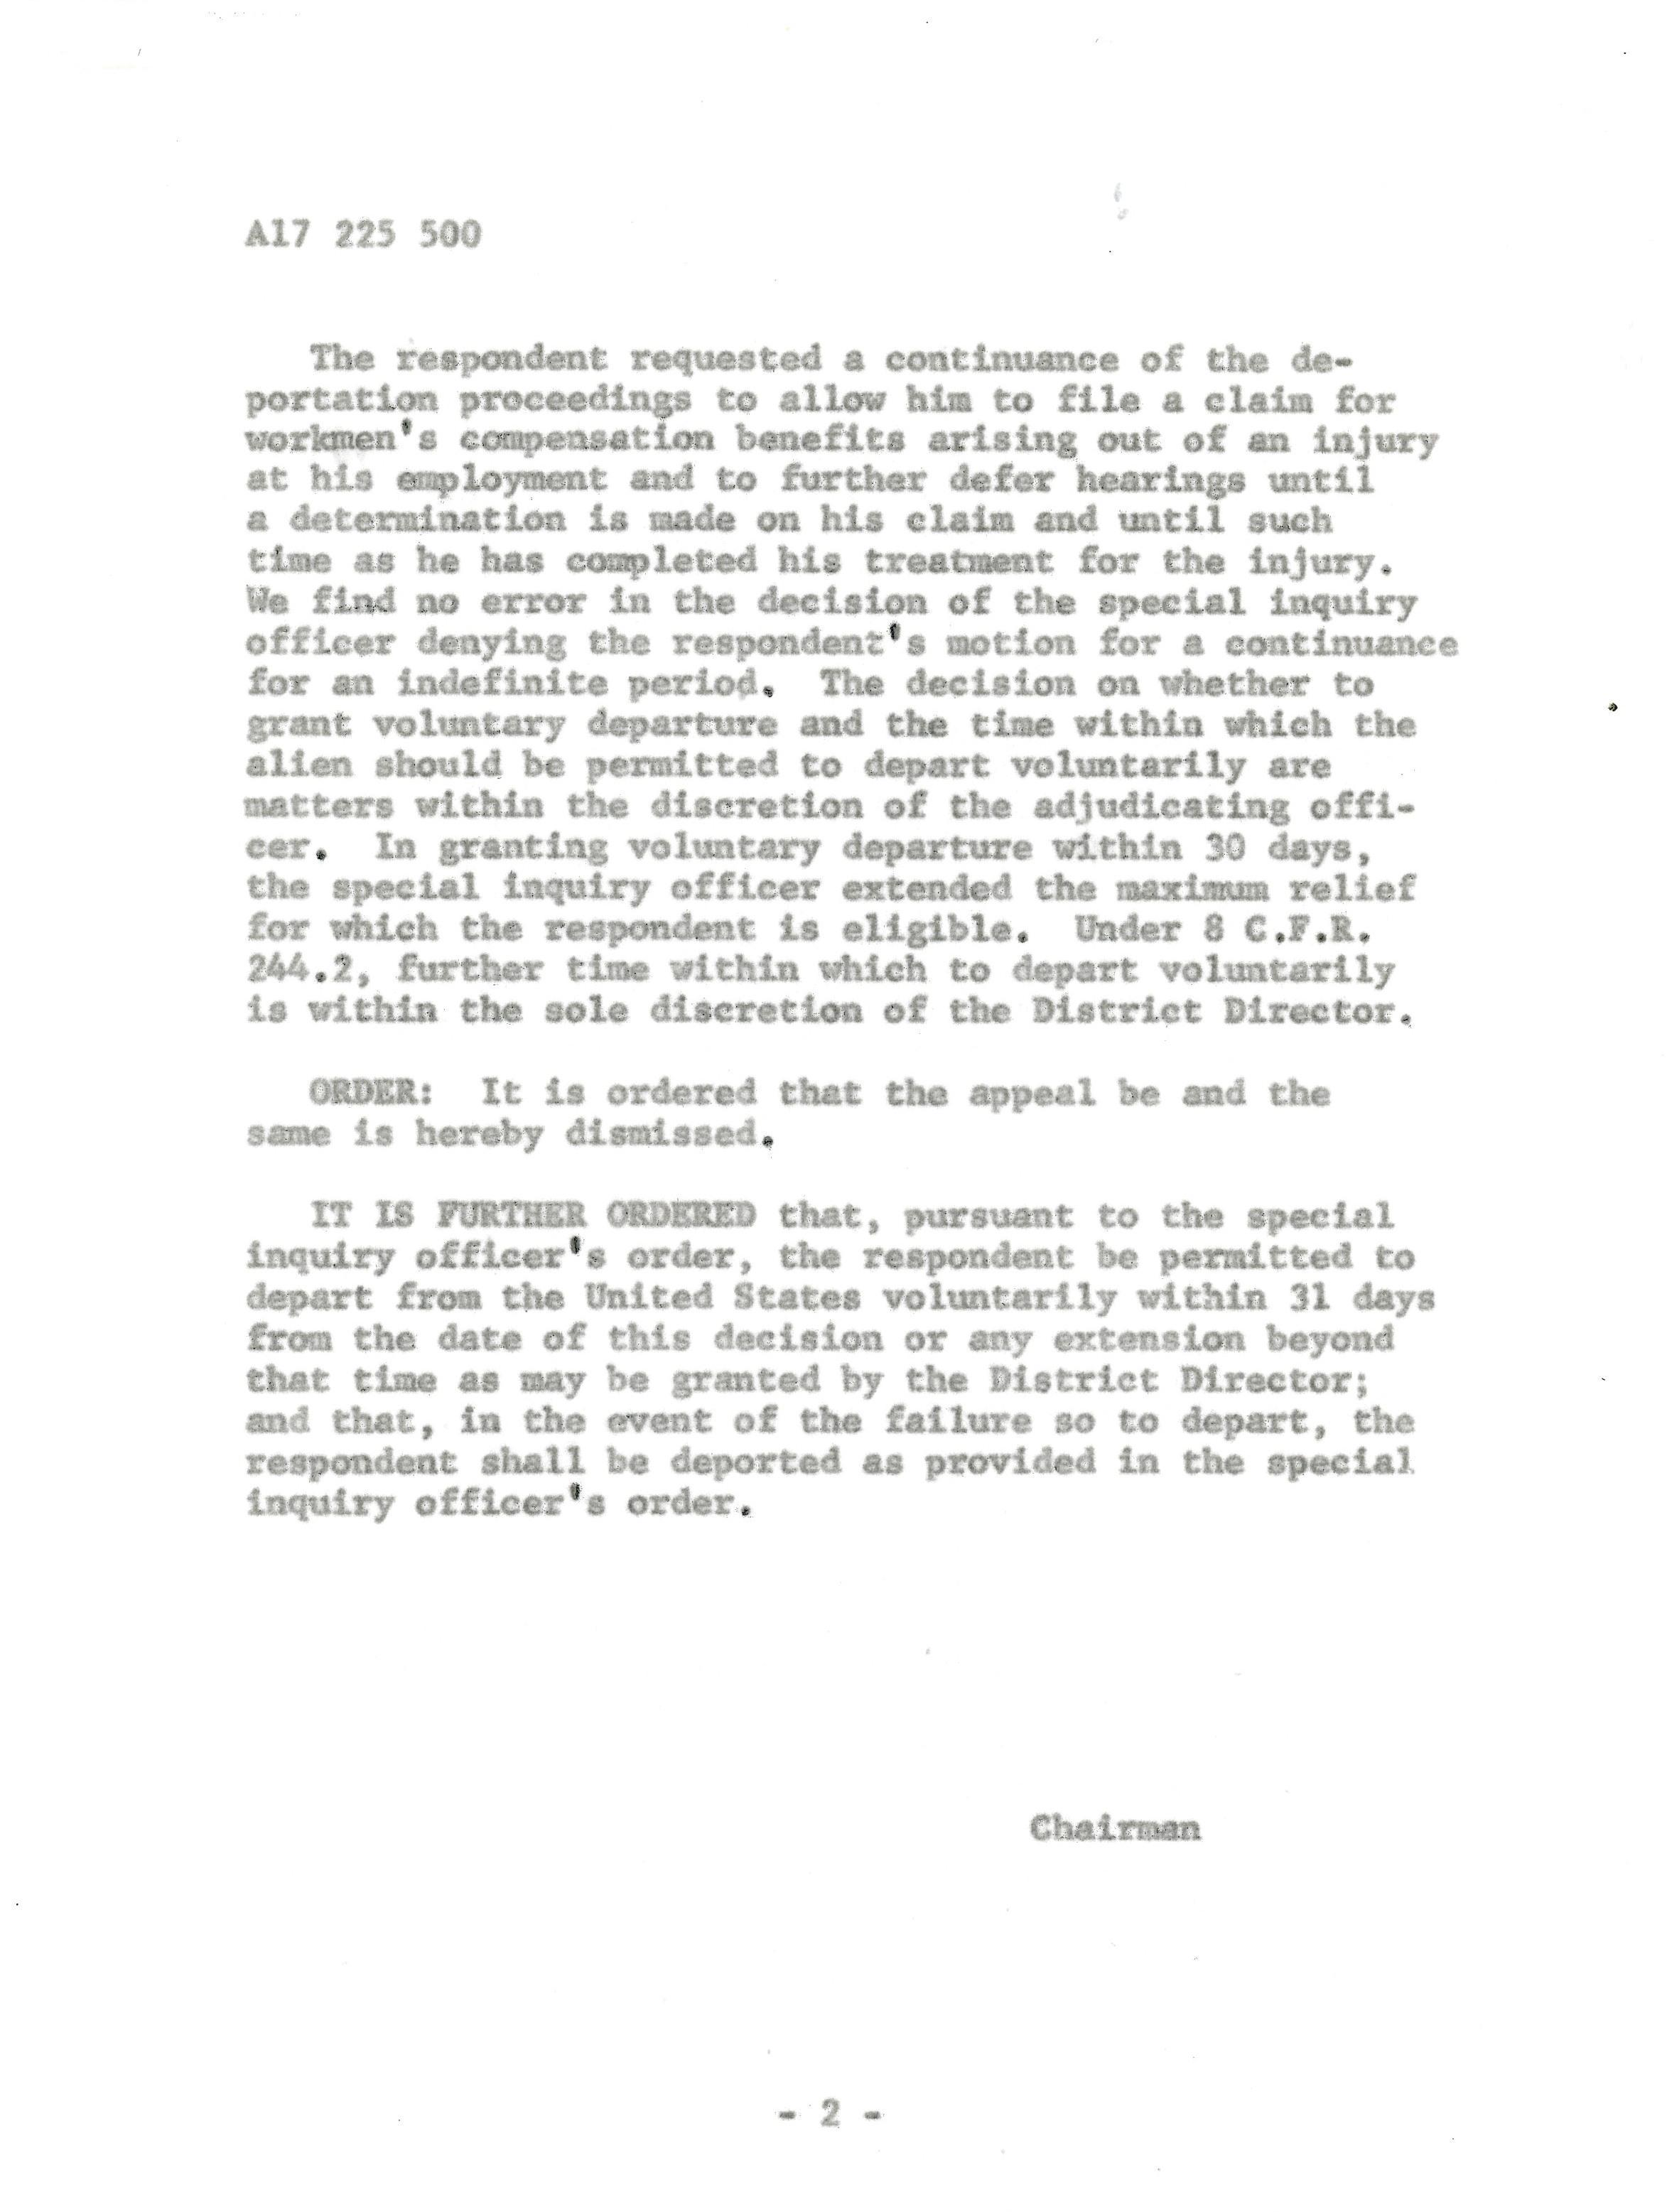 A17 225 500
The respondent requested a continuance of the de-
portation proceedings to allow him to file a claim for
workmen's compensation benefits arising out of an injury
at his employment and to further defer hearings until
a determination is made on his claim and until such
time as he has completed his treatment for the injury.
We find no error in the decision of the special inquiry
officer denying the respondent's motion for a continuance
for an indefinite period. The decision on whether to
grant voluntary departure and the time within which the
alien should be permitted to depart voluntarily are
matters within the discretion of the adjudicating offi-
cer. In granting voluntary departure within 30 days,
the special inquiry officer extended the maximum relief
for which the respondent is eligible. Under 8 C.F.R.
244.2, further time within which to depart voluntarily
is within the sole discretion of the District Director.
ORDER: It is ordered that the appeal be and the
same is hereby dismissed.
IT IS FURTHER ORDERED that, pursuant to the special
inquiry officer's order, the respondent be permitted to
depart from the United States voluntarily within 31 days
from the date of this decision or any extension beyond
that time as may be granted by the District Director;
and that, in the event of the failure so to depart, the
respondent shall be deported as provided in the special
inquiry officer's order.
Chairman
- 2 -